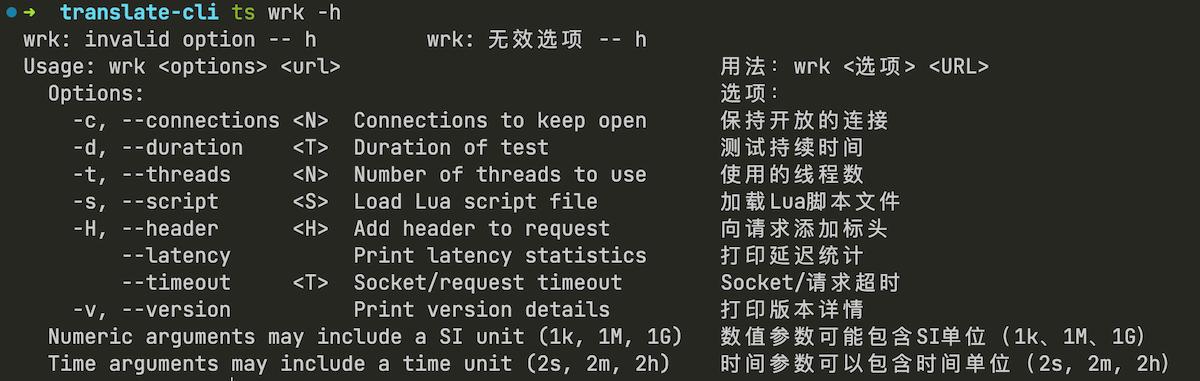 ➜ translate-cli ts wrk -h
wrk: invalid option -- h wrk: 无效选项 -- h
Usage: wrk <options> <url> 用法：wrk <选项> <URL>
Options: 选项：
-c, --connections <N> Connections to keep open 保持开放的连接
-d, --duration <T> Duration of test 测试持续时间
-t, --threads <N> Number of threads to use 使用的线程数
-s, --script <S> Load Lua script file 加载Lua脚本文件
-H, --header <H> Add header to request 向请求添加标头
--latency Print latency statistics 打印延迟统计
--timeout <T> Socket/request timeout Socket/请求超时
-v, --version Print version details 打印版本详情
Numeric arguments may include a SI unit (1k, 1M, 1G) 数值参数可能包含SI单位（1k、1M、1G）
Time arguments may include a time unit (2s, 2m, 2h) 时间参数可以包含时间单位（2s, 2m, 2h）